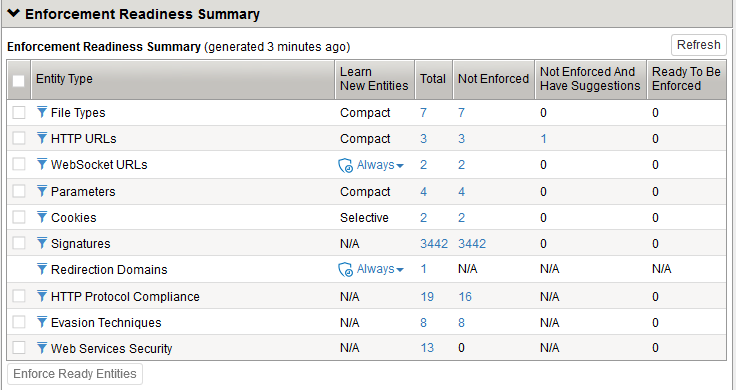 Enforcement Readiness Summary
Enforcement Readiness Summary (generated 3 minutes ago) Refresh
Entity Type Learn New Entities Total Not Enforced Not Enforced And Have Suggestions Ready To Be Enforced
File Types Compact 7 7 0 0
HTTP URLs Compact 3 3 1 0
WebSocket URLs Always 2 2 0 0
Parameters Compact 4 4 0 0
Cookies Selective 2 2 0 0
Signatures N/A 3442 3442 0 0
Redirection Domains Always 1 N/A N/A N/A
HTTP Protocol Compliance N/A 19 16 N/A 0
Evasion Techniques N/A 8 8 N/A 0
Web Services Security N/A 13 0 N/A 0
Enforce Ready Entities